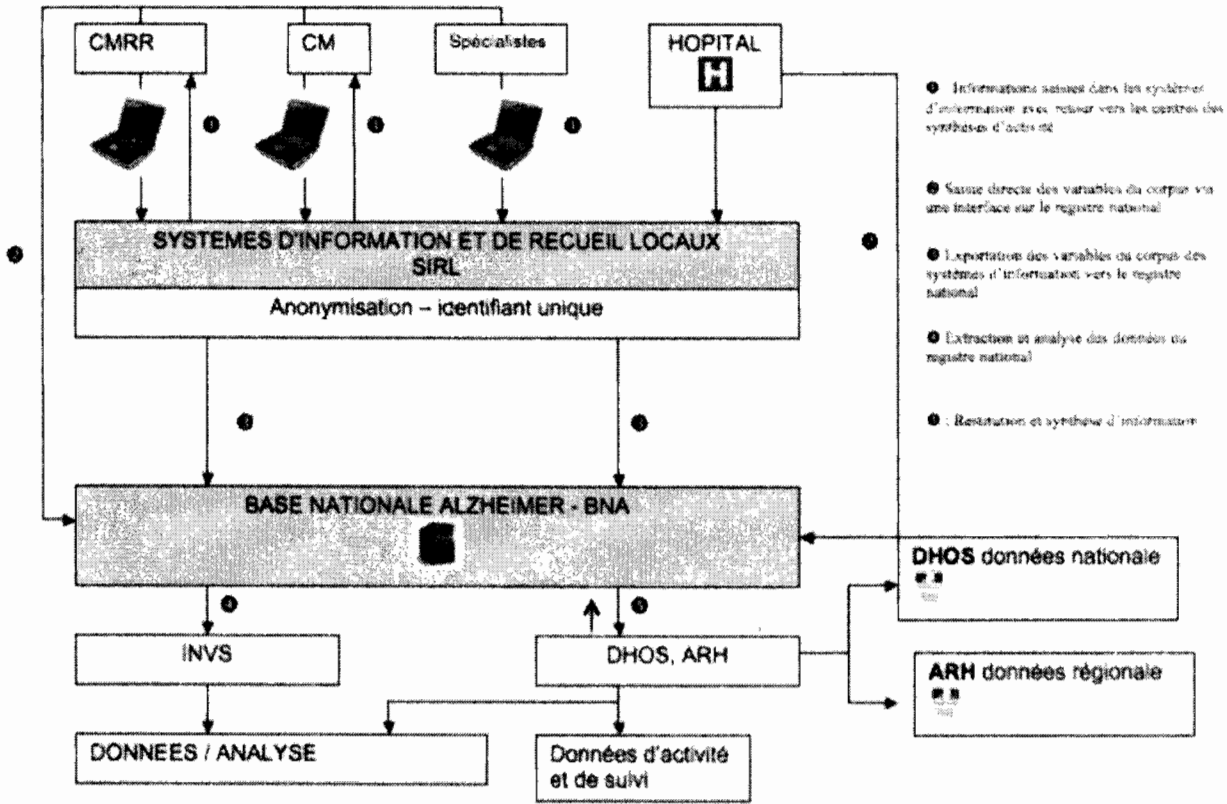 CMRR
CM
Spécialistes
HOPITAL
H
SYSTEMES D'INFORMATION ET DE RECUEIL LOCAUX
SIRL
Anonymisation – identifiant unique
BASE NATIONALE ALZHEIMER - BNA
INVS
DHOS, ARH
DONNEES / ANALYSE
Données d'activité
et de suivi
DHOS données nationale
ARH données régionale
Informations saisies dans les systèmes
d'information avec retour vers les centres des
synthèses d'activité
Saisie directe des variables du corpus via
une interface sur le registre national
Exportation des variables du corpus des
systèmes d'information vers le registre
national
Extraction et analyse des données du
registre national
: Restitution et synthèse d'information